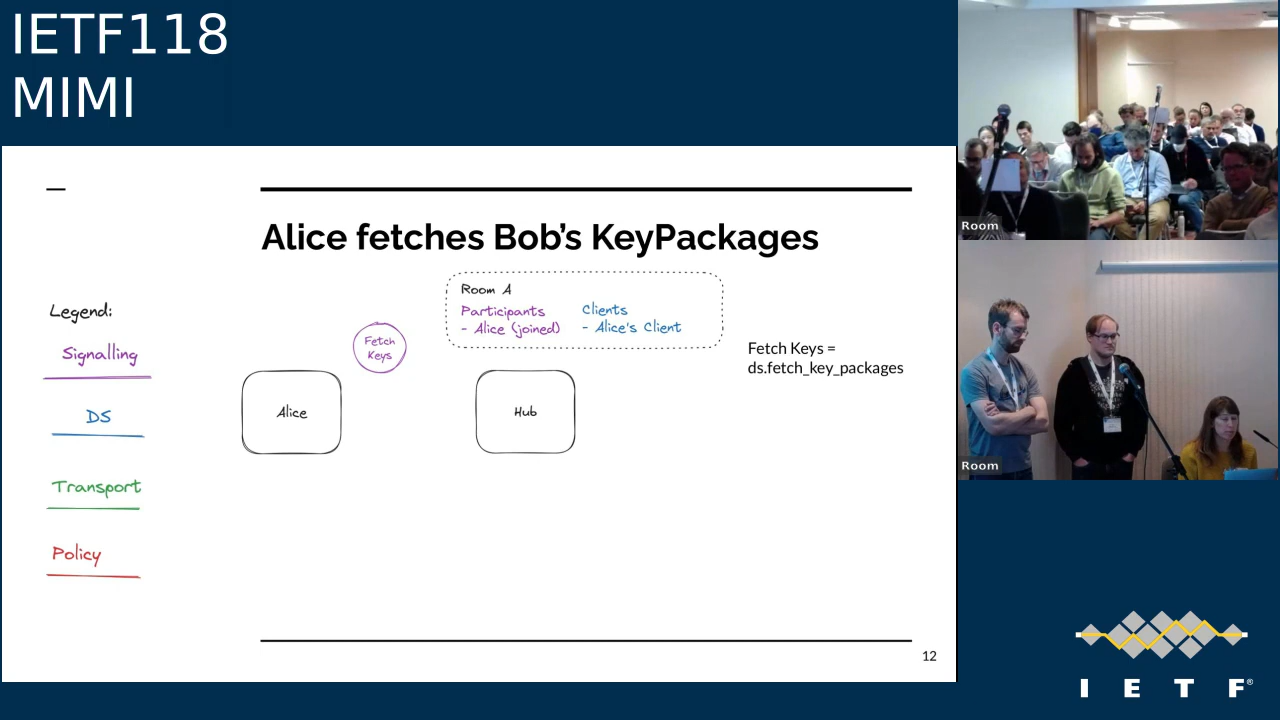 IETF118
MIMI
Alice fetches Bob's KeyPackages
Legend:
Signalling
DS
Transport
Policy
Room A
Participants
- Alice (joined)
Clients
- Alice's Client
Fetch
Keys
Fetch Keys =
ds.fetch_key_packages
Alice
Hub
12
Room
Room
I E T F®